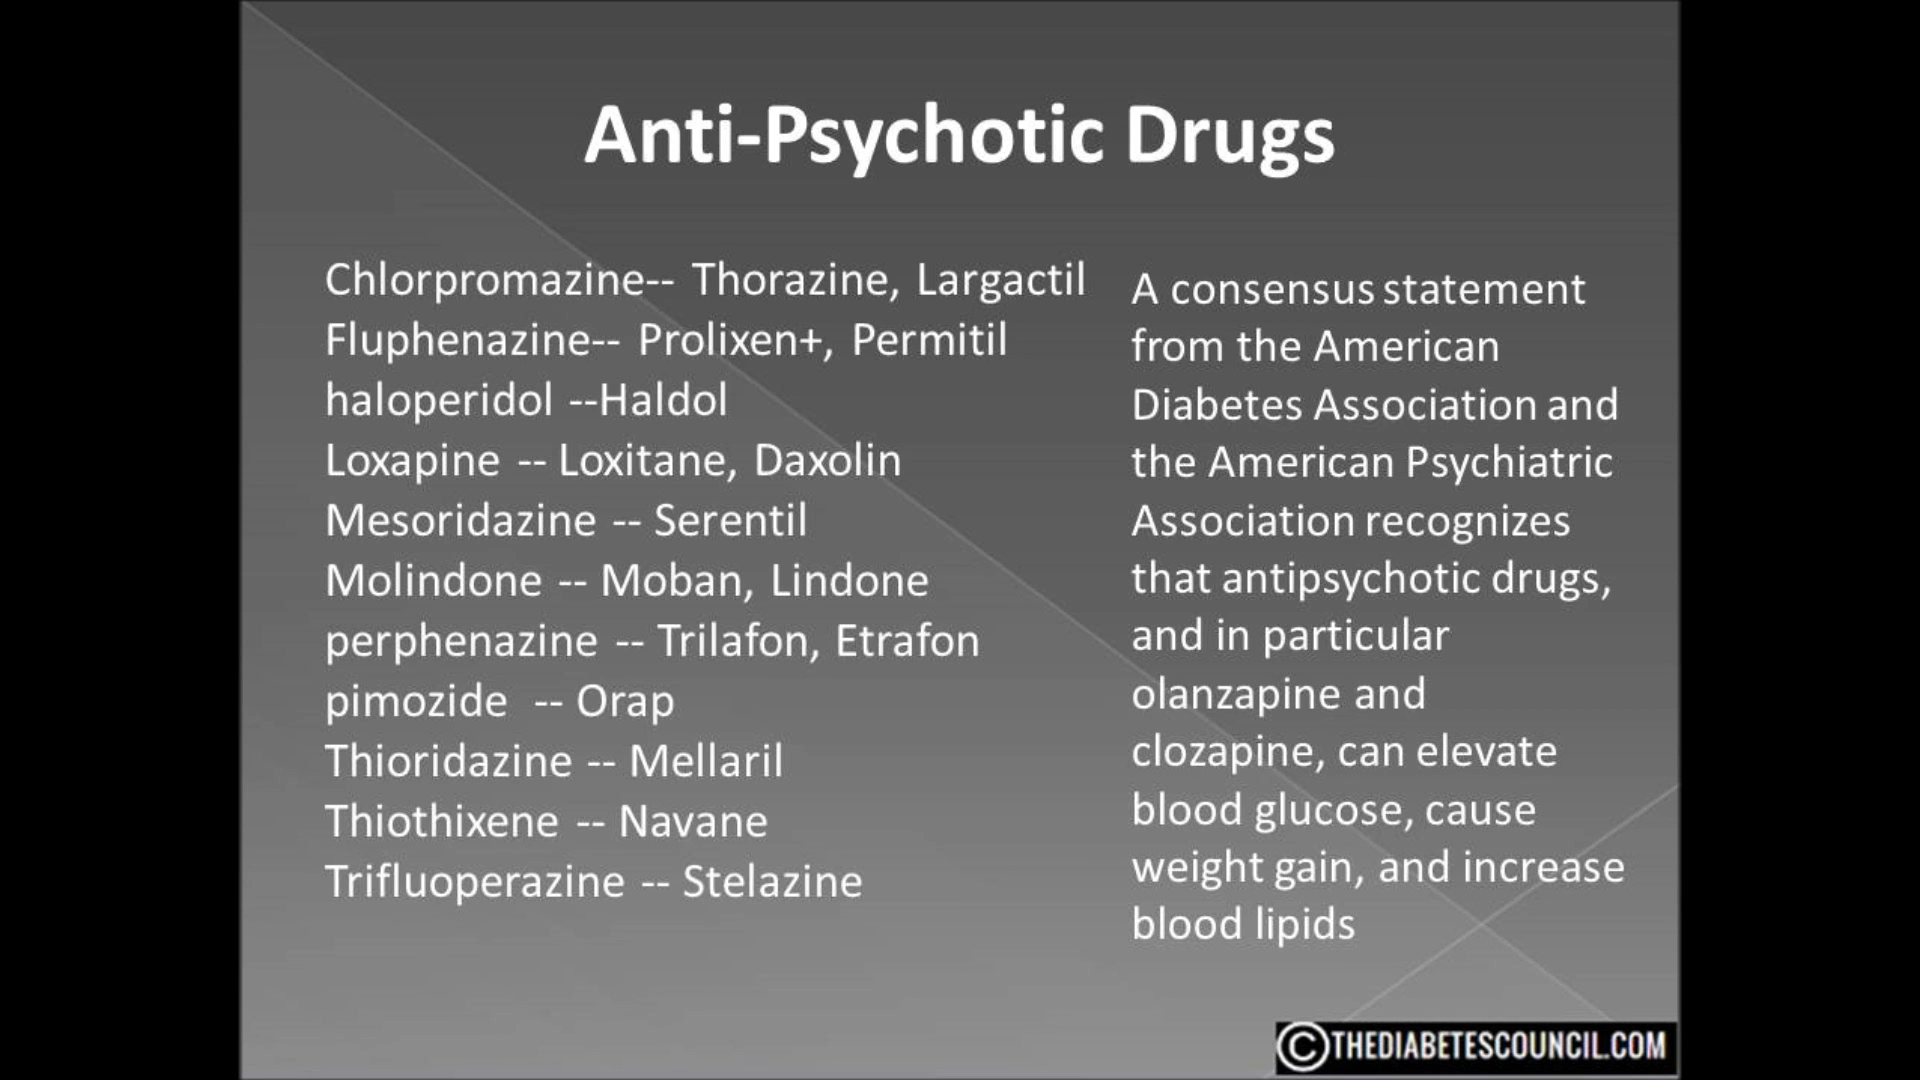 Anti-Psychotic Drugs
Chlorpromazine-- Thorazine, Largactil
Fluphenazine-- Prolixen+, Permitil
haloperidol --Haldol
Loxapine -- Loxitane, Daxolin
Mesoridazine -- Serentil
Molindone -- Moban, Lindone
perphenazine -- Trilafon, Etrafon
pimozide -- Orap
Thioridazine -- Mellaril
Thiothixene -- Navane
Trifluoperazine -- Stelazine
A consensus statement
from the American
Diabetes Association and
the American Psychiatric
Association recognizes
that antipsychotic drugs,
and in particular
olanzapine and
clozapine, can elevate
blood glucose, cause
weight gain, and increase
blood lipids
©THEDIABETESCOUNCIL.COM